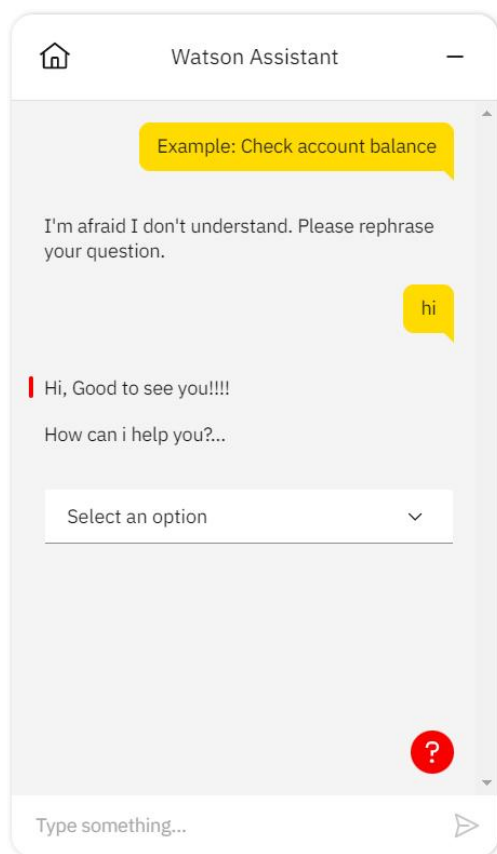 Watson Assistant
Example: Check account balance
I'm afraid I don't understand. Please rephrase
your question.
hi
Hi, Good to see you!!!!
How can i help you?...
Select an option
?
Type something...